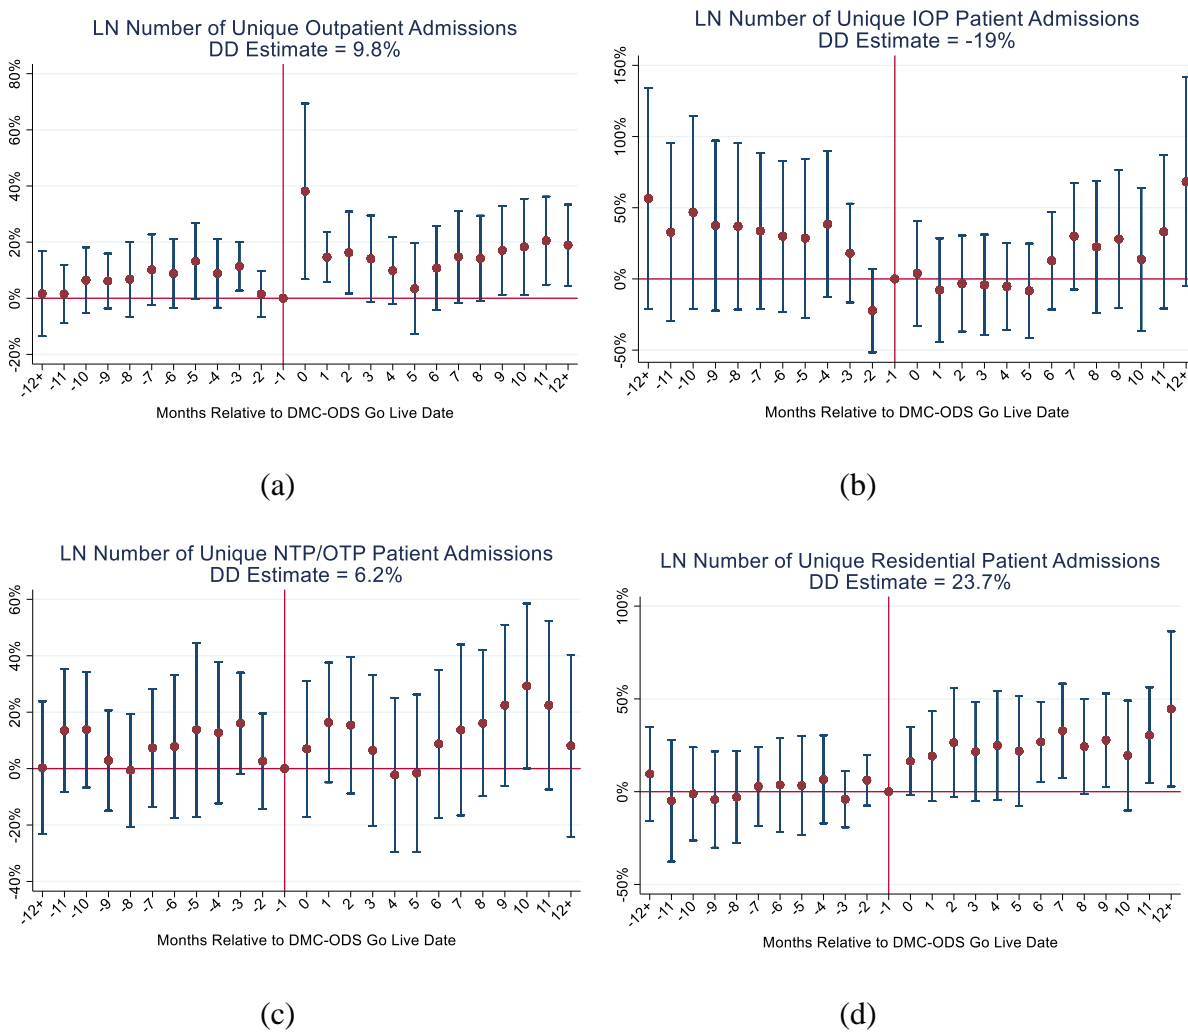 LN Number of Unique Outpatient Admissions
DD Estimate = 9.8%
80%
60%
40%
20%
0%
-20%
-12+ -11 -10 -9 -8 -7 -6 -5 -4 -3 -2 -1 0 1 2 3 4 5 6 7 8 9 10 11 12+
Months Relative to DMC-ODS Go Live Date
(a)
LN Number of Unique IOP Patient Admissions
DD Estimate = -19%
150%
100%
50%
0%
-50%
-12+ -11 -10 -9 -8 -7 -6 -5 -4 -3 -2 -1 0 1 2 3 4 5 6 7 8 9 10 11 12+
Months Relative to DMC-ODS Go Live Date
(b)
LN Number of Unique NTP/OTP Patient Admissions
DD Estimate = 6.2%
60%
40%
20%
0%
-20%
-40%
-12+ -11 -10 -9 -8 -7 -6 -5 -4 -3 -2 -1 0 1 2 3 4 5 6 7 8 9 10 11 12+
Months Relative to DMC-ODS Go Live Date
(c)
LN Number of Unique Residential Patient Admissions
DD Estimate = 23.7%
100%
50%
0%
-50%
-12+ -11 -10 -9 -8 -7 -6 -5 -4 -3 -2 -1 0 1 2 3 4 5 6 7 8 9 10 11 12+
Months Relative to DMC-ODS Go Live Date
(d)